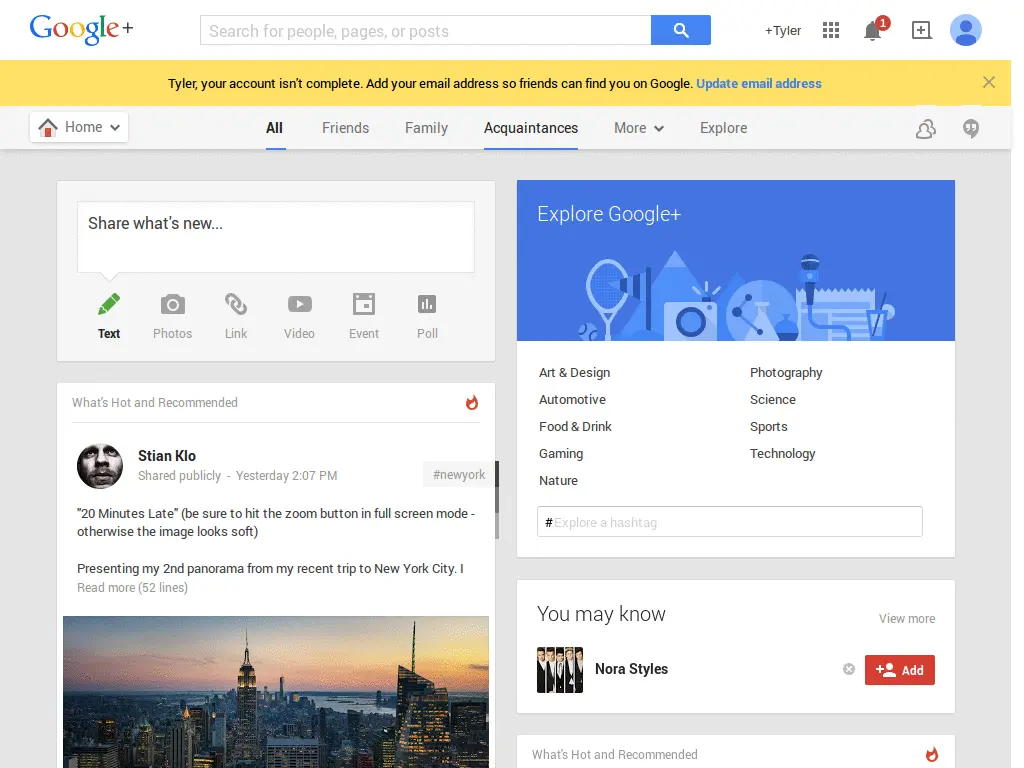 Google+
Search for people, pages, or posts
+Tyler
1
Tyler, your account isn't complete. Add your email address so friends can find you on Google. Update email address
Home
All
Friends
Family
Acquaintances
More
Explore
Share what's new...
Text
Photos
Link
Video
Event
Poll
What's Hot and Recommended
Stian Klo
Shared publicly - Yesterday 2:07 PM
#newyork
"20 Minutes Late" (be sure to hit the zoom button in full screen mode -
otherwise the image looks soft)
Presenting my 2nd panorama from my recent trip to New York City. I
Read more (52 lines)
Explore Google+
Art & Design
Photography
Automotive
Science
Food & Drink
Sports
Gaming
Technology
Nature
#Explore a hashtag
You may know
View more
Nora Styles
Add
What's Hot and Recommended